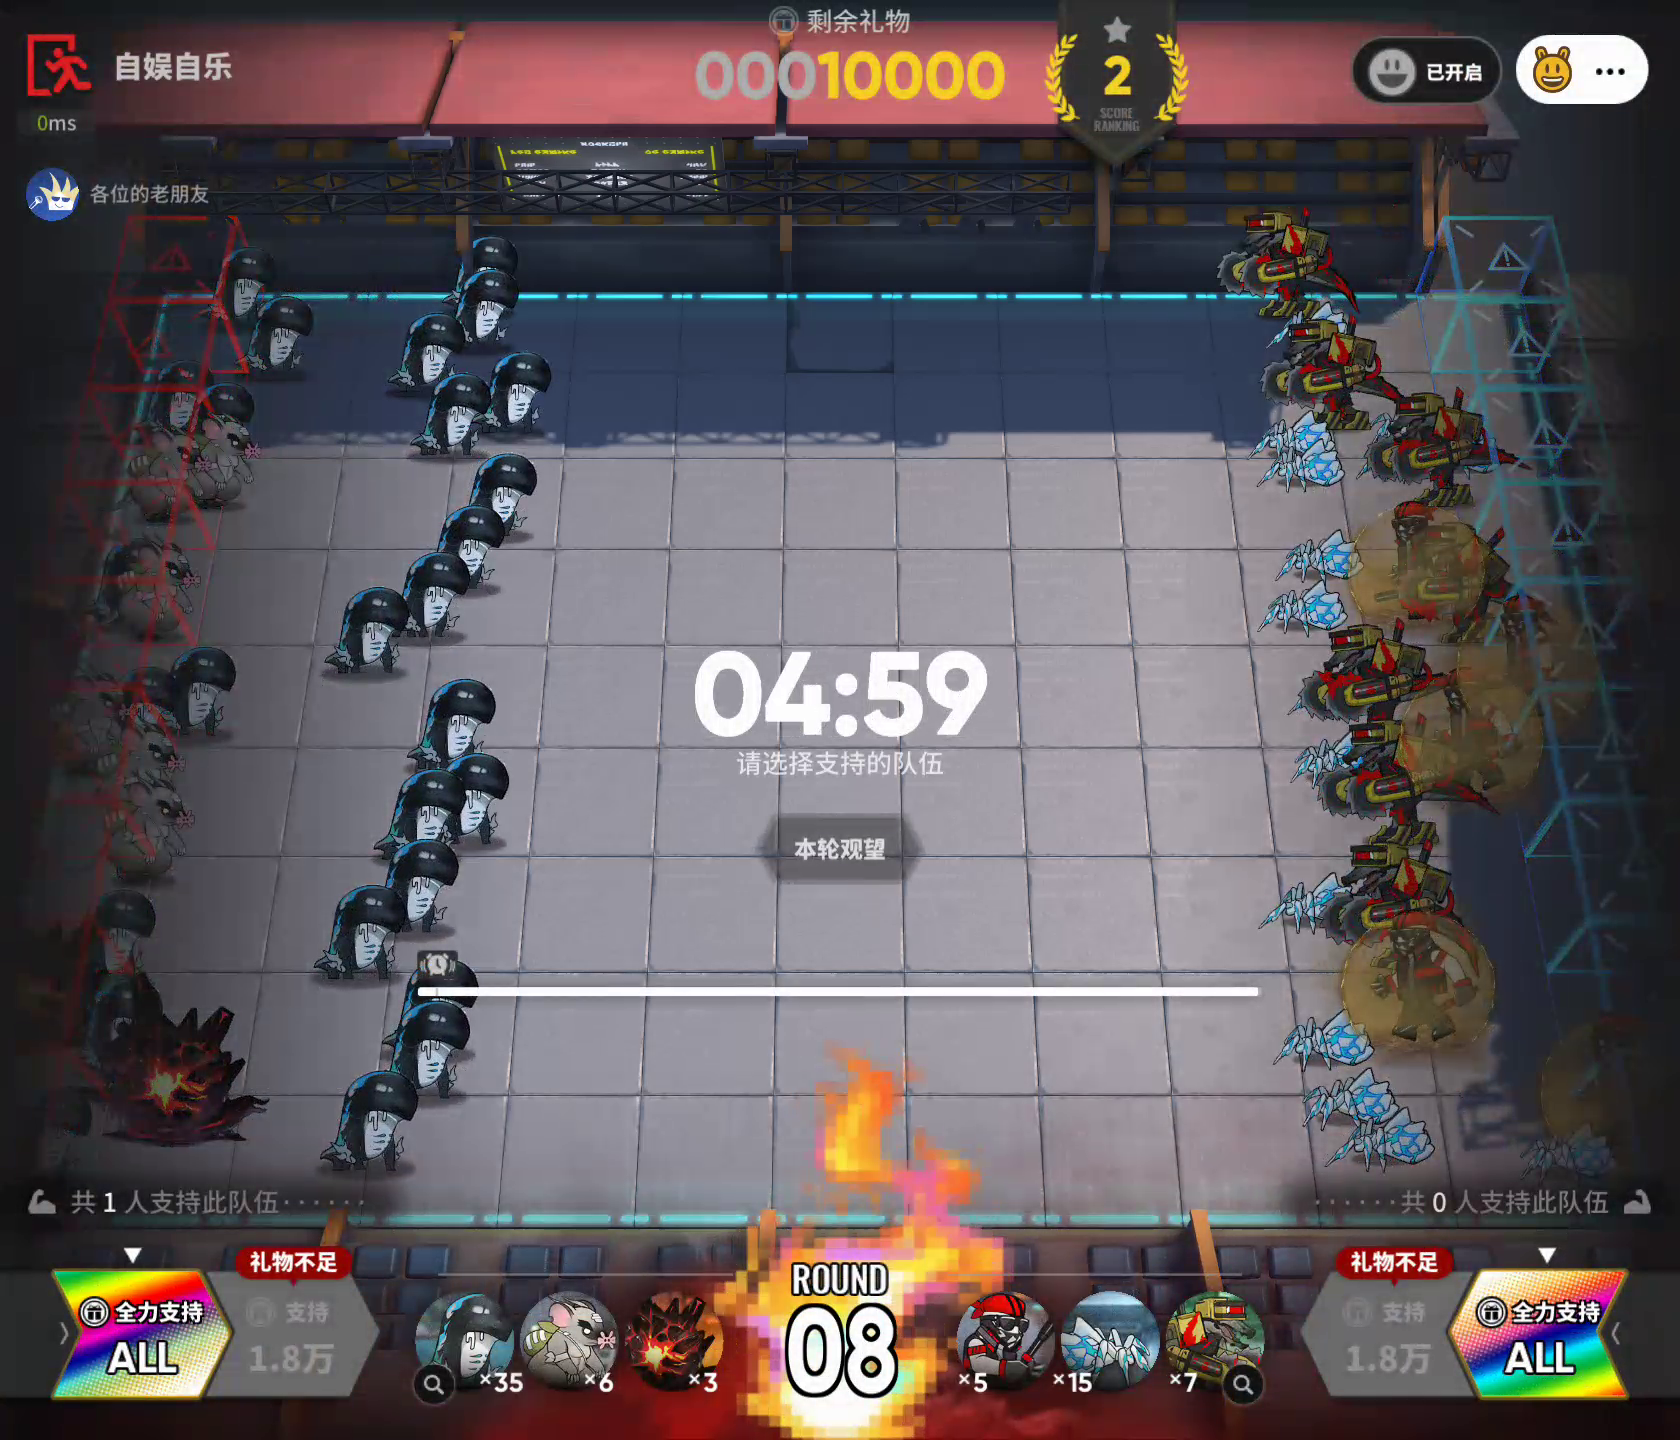 剩余礼物
自娱自乐
00010000
2
SCORE
RANKING
已开启
0ms
各位的老朋友
04:59
请选择支持的队伍
本轮观望
共 1 人支持此队伍······
······共 0 人支持此队伍
礼物不足
礼物不足
全力支持
ALL
支持
1.8万
×35
×6
×3
ROUND
08
×5
×15
×7
支持
1.8万
全力支持
ALL